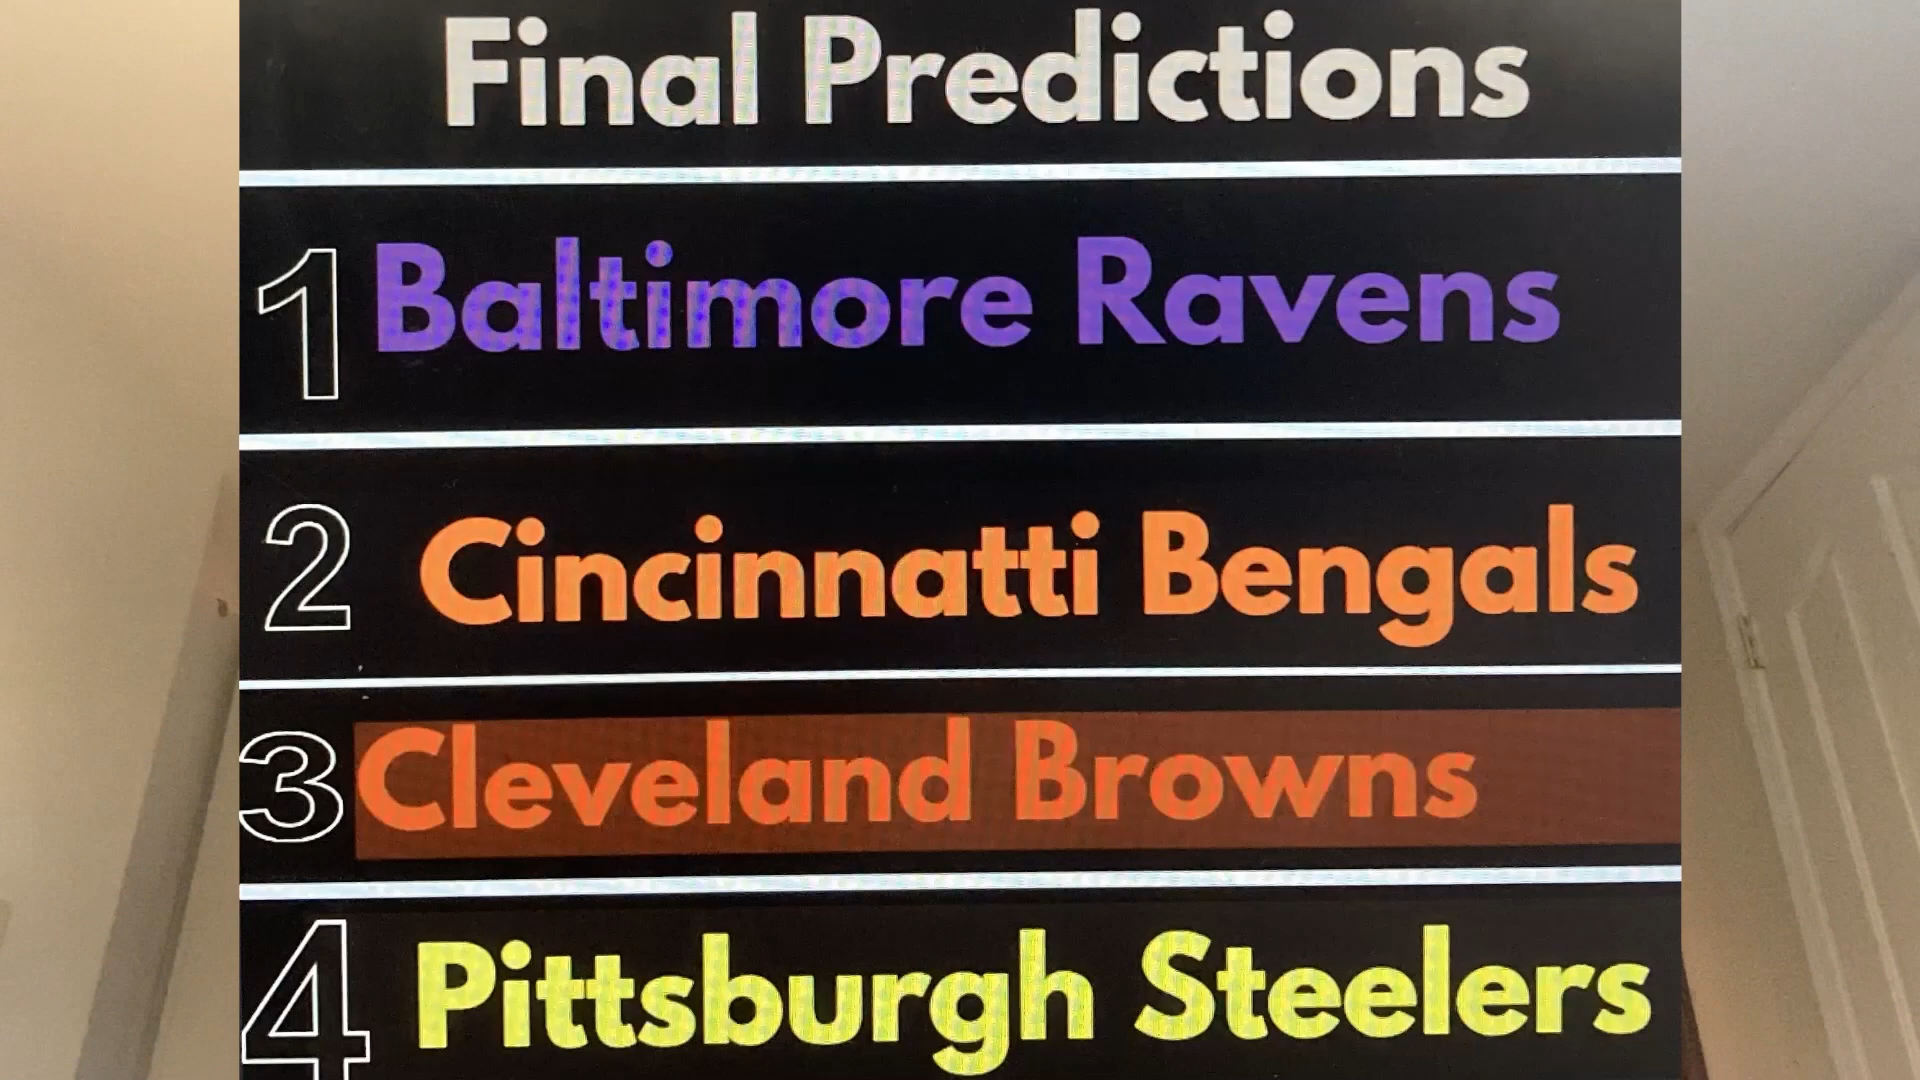 Final Predictions
1 Baltimore Ravens
2 Cincinnatti Bengals
3 Cleveland Browns
4 Pittsburgh Steelers